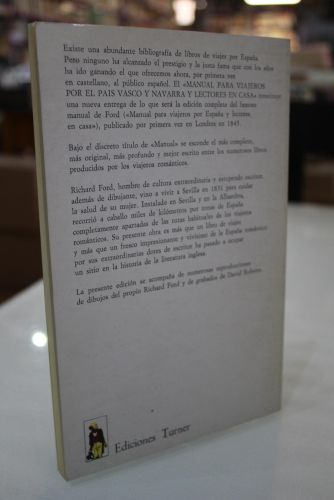 Existe una abundante bibliografía de libros de viajes por España.
Pero ninguno ha alcanzado el prestigio y la justa fama que con los años
ha ido ganando el que ofrecemos ahora, por primera vez
en castellano, al público español. El «MANUAL PARA VIAJEROS
POR EL PAIS VASCO Y NAVARRA Y LECTORES EN CASA» constituye
una nueva entrega de lo que será la edición completa del famoso
manual de Ford («Manual para viajeros por España y lectores
en casa»), publicado por primera vez en Londres en 1845.
Bajo el discreto título de «Manual» se esconde el más completo,
más original, más profundo y mejor escrito entre los numerosos libros
producidos por los viajeros románticos.
Richard Ford, hombre de cultura extraordinaria y estupendo escritor,
además de dibujante, vino a vivir a Sevilla en 1831 para cuidar
la salud de su mujer. Instalado en Sevilla y en la Alhambra,
recorrió a caballo miles de kilómetros por zonas de España
completamente apartadas de las rutas habituales de los viajeros
románticos. Su presente obra es más que un libro de viajes
y más que un fresco impresionante y vivísimo de la España romántica:
por sus extraordinarias dotes de escritor ha pasado a ocupar
un sitio en la historia de la literatura inglesa.
La presente edición se acompaña de numerosas reproducciones
de dibujos del propio Richard Ford y de grabados de David Roberts.
Ediciones Turner